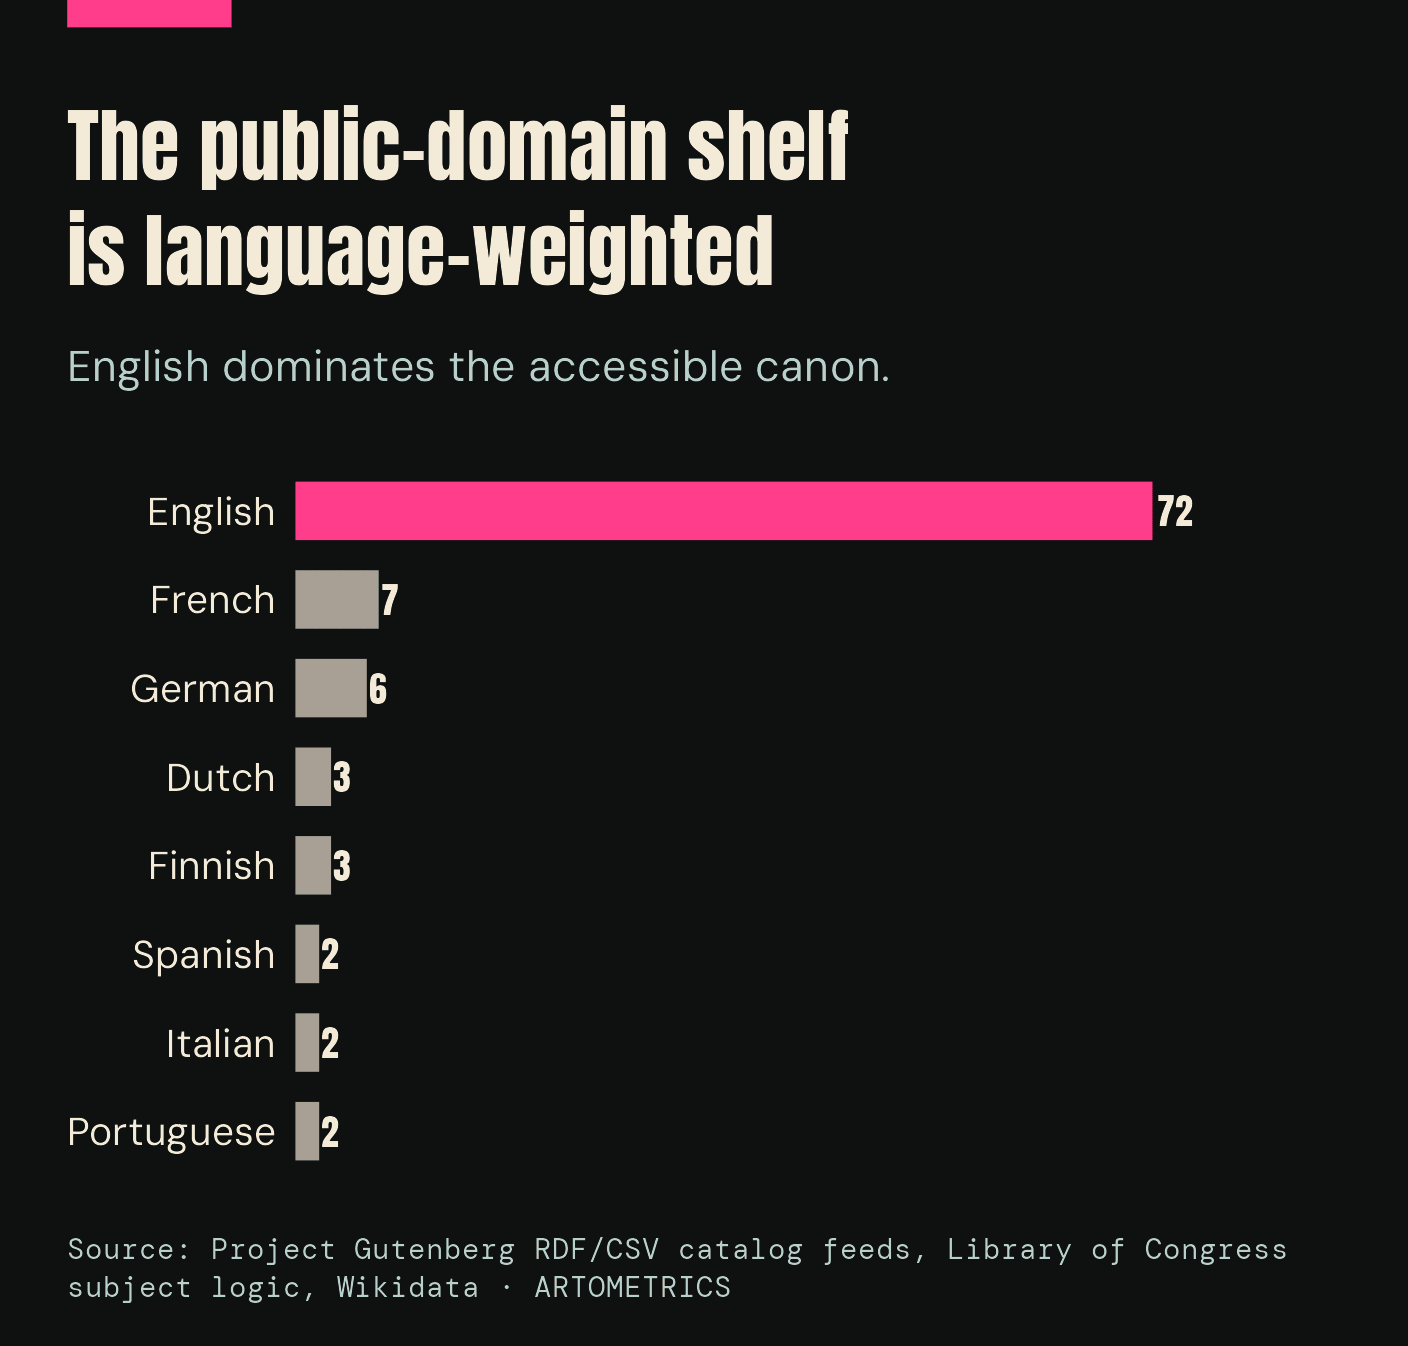 The public-domain shelf
is language-weighted
English dominates the accessible canon.
English 72
French 7
German 6
Dutch 3
Finnish 3
Spanish 2
Italian 2
Portuguese 2
Source: Project Gutenberg RDF/CSV catalog feeds, Library of Congress
subject logic, Wikidata · ARTOMETRICS